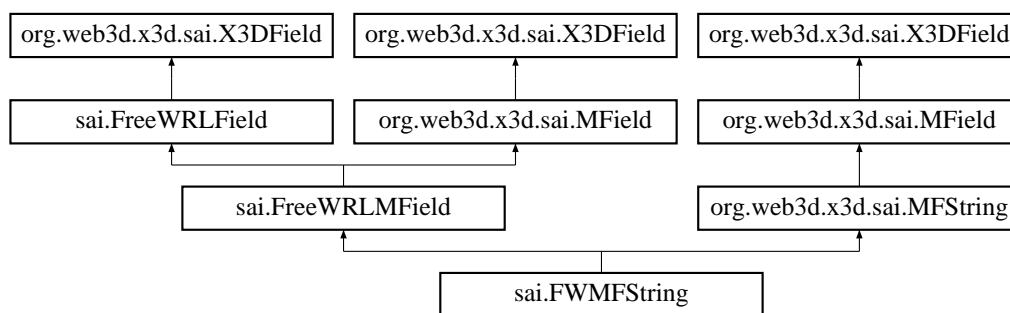 org.web3d.x3d.sai.X3DField
org.web3d.x3d.sai.X3DField
org.web3d.x3d.sai.X3DField
sai.FreeWRLField
org.web3d.x3d.sai.MField
org.web3d.x3d.sai.MField
sai.FreeWRLMField
org.web3d.x3d.sai.MFString
sai.FWMFString